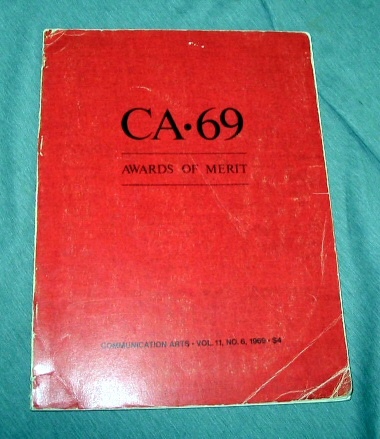 CA•69
AWARDS OF MERIT
COMMUNICATION ARTS • VOL. 11, NO. 6, 1969 • $4